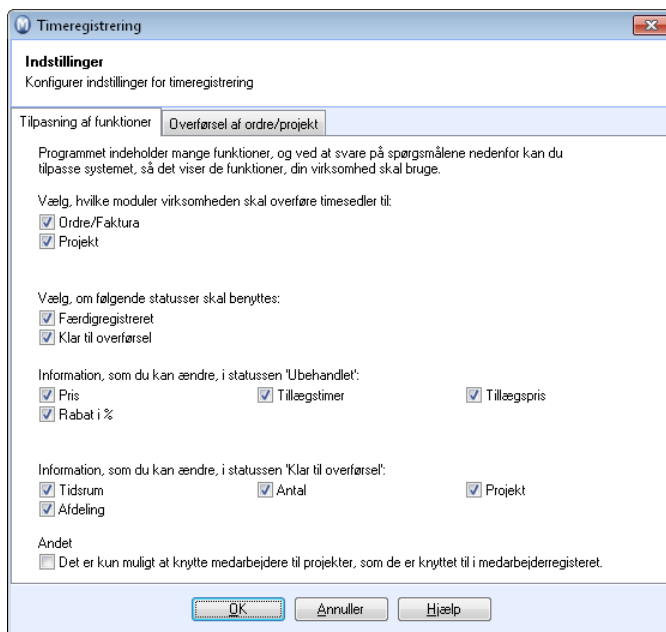 Timeregistrering
Indstillinger
Konfigurer indstillinger for timeregistrering
Tilpasning af funktioner
Overførsel af ordre/projekt
Programmet indeholder mange funktioner, og ved at svare på spørgsmålene nedenfor kan du
tilpasse systemet, så det viser de funktioner, din virksomhed skal bruge.
Vælg, hvilke moduler virksomheden skal overføre timesedler til:
Ordre/Faktura
Projekt
Vælg, om følgende statusser skal benyttes:
Færdigregistreret
Klar til overførsel
Information, som du kan ændre, i statussen 'Ubehandlet':
Pris Tillægstimer Tillægspris
Rabat i %
Information, som du kan ændre, i statussen 'Klar til overførsel':
Tidsrum Antal Projekt
Afdeling
Andet
Det er kun muligt at knytte medarbejdere til projekter, som de er knyttet til i medarbejderregisteret.
OK Annuller Hjælp